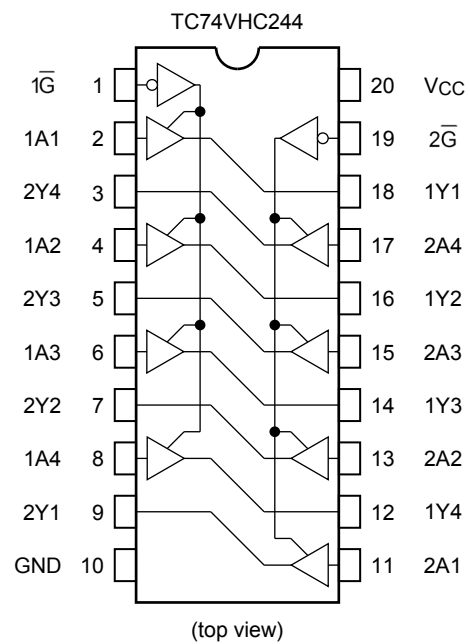 TC74VHC244
1G̅ 1 20 VCC
1A1 2 19 2G̅
2Y4 3 18 1Y1
1A2 4 17 2A4
2Y3 5 16 1Y2
1A3 6 15 2A3
2Y2 7 14 1Y3
1A4 8 13 2A2
2Y1 9 12 1Y4
GND 10 11 2A1
(top view)